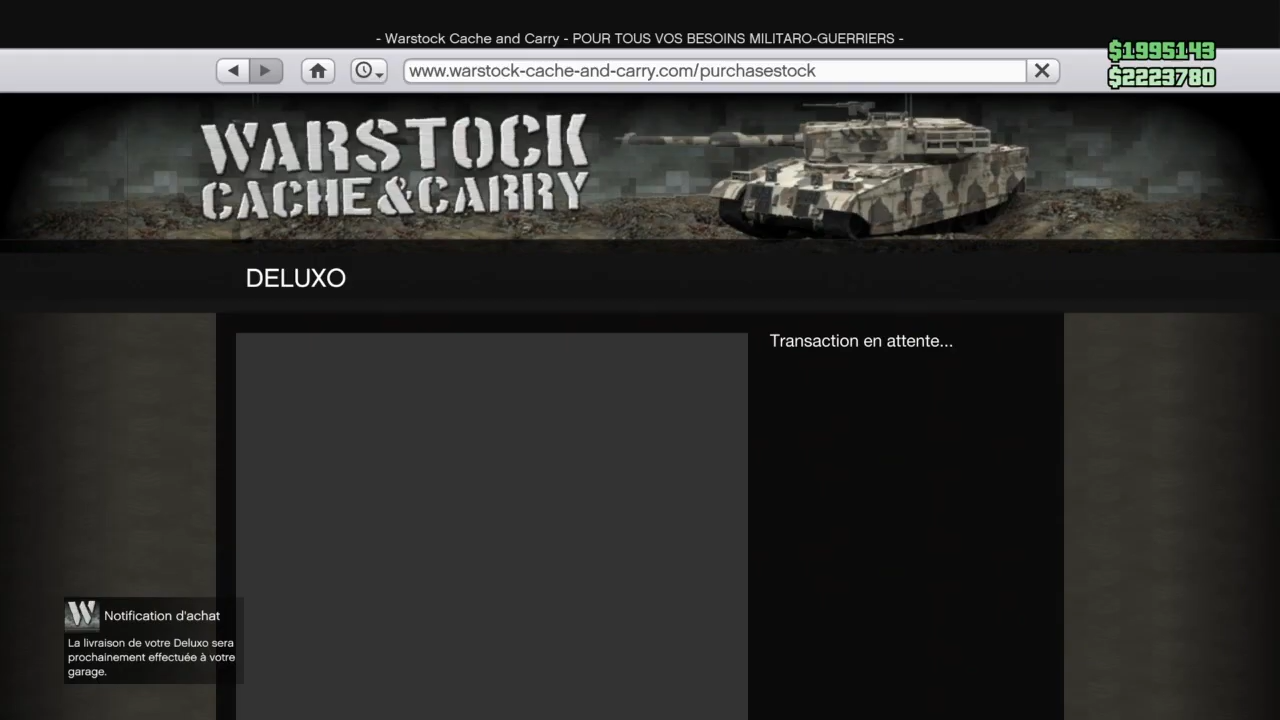 - Warstock Cache and Carry - POUR TOUS VOS BESOINS MILITARO-GUERRIERS -
www.warstock-cache-and-carry.com/purchasestock
$1995143
$2223780
WARSTOCK
CACHE&CARRY
DELUXO
Transaction en attente...
W
Notification d'achat
La livraison de votre Deluxo sera
prochainement effectuée à votre
garage.